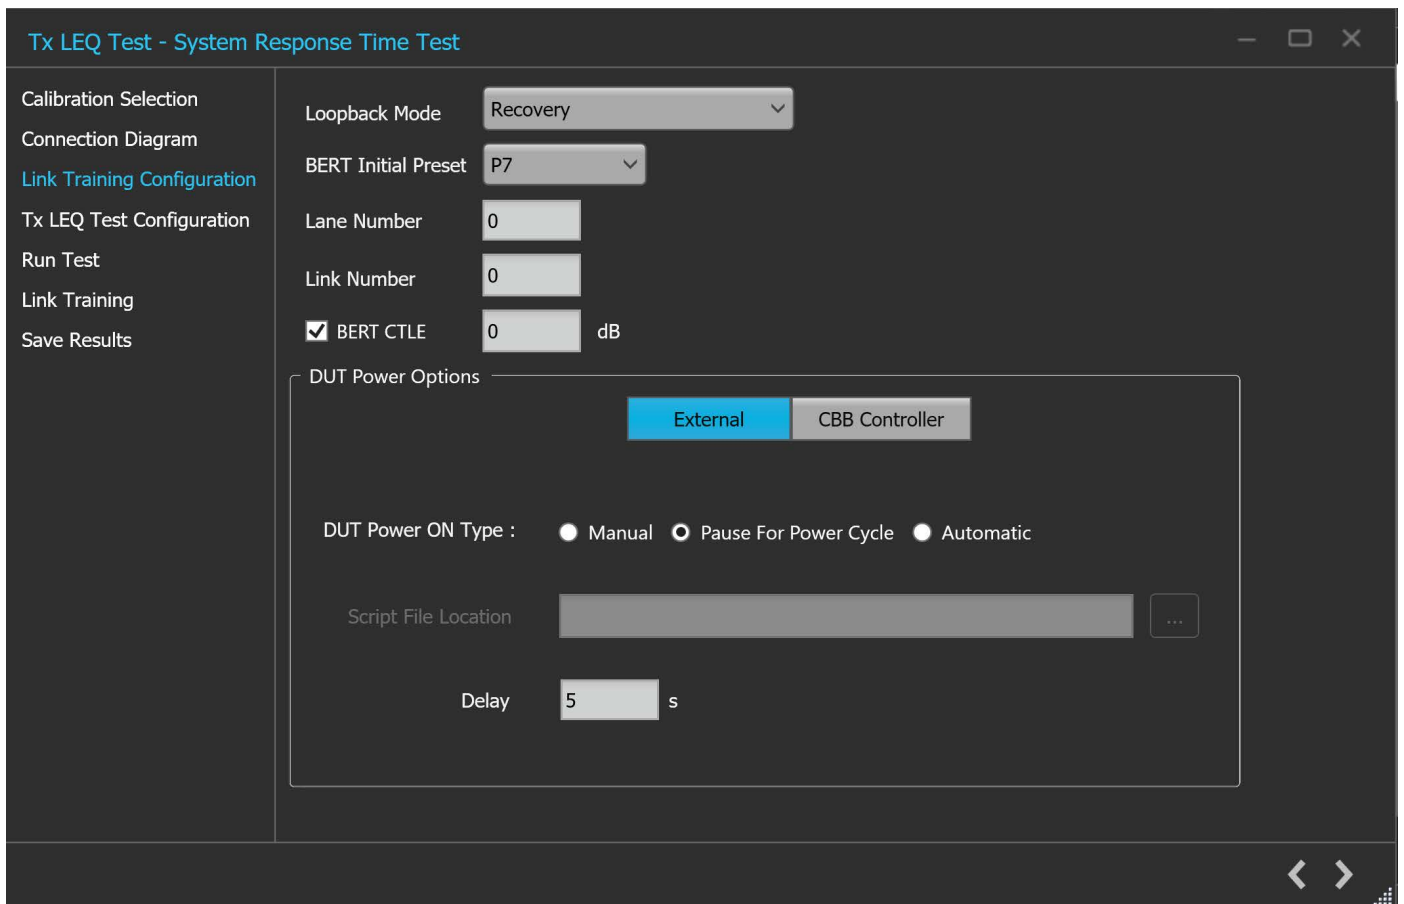 Tx LEQ Test - System Response Time Test
Calibration Selection
Connection Diagram
Link Training Configuration
Tx LEQ Test Configuration
Run Test
Link Training
Save Results
Loopback Mode Recovery
BERT Initial Preset P7
Lane Number 0
Link Number 0
BERT CTLE 0 dB
DUT Power Options
External CBB Controller
DUT Power ON Type : Manual Pause For Power Cycle Automatic
Script File Location ...
Delay 5 s